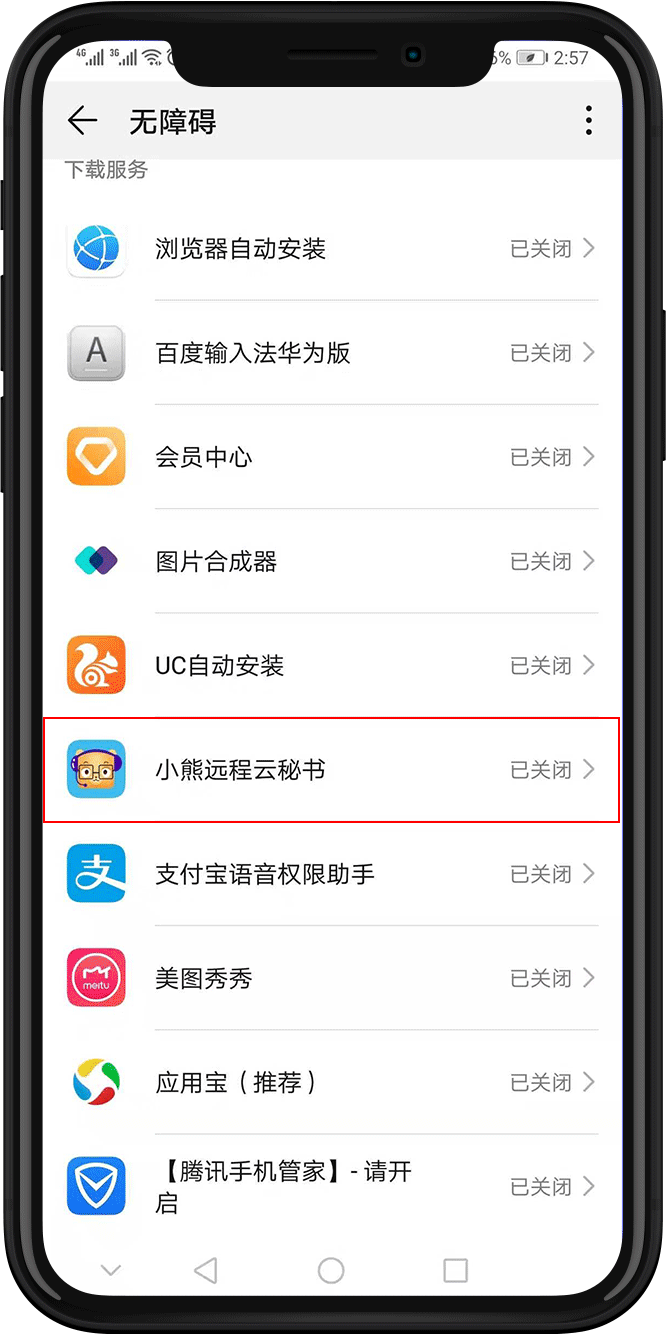 4G 3G 6% 2:57
无障碍
下载服务
浏览器自动安装 已关闭
A
百度输入法华为版 已关闭
会员中心 已关闭
图片合成器 已关闭
UC自动安装 已关闭
小熊远程云秘书 已关闭
支
支付宝语音权限助手 已关闭
meitu
美图秀秀 已关闭
应用宝（推荐） 已关闭
【腾讯手机管家】- 请开
启 已关闭